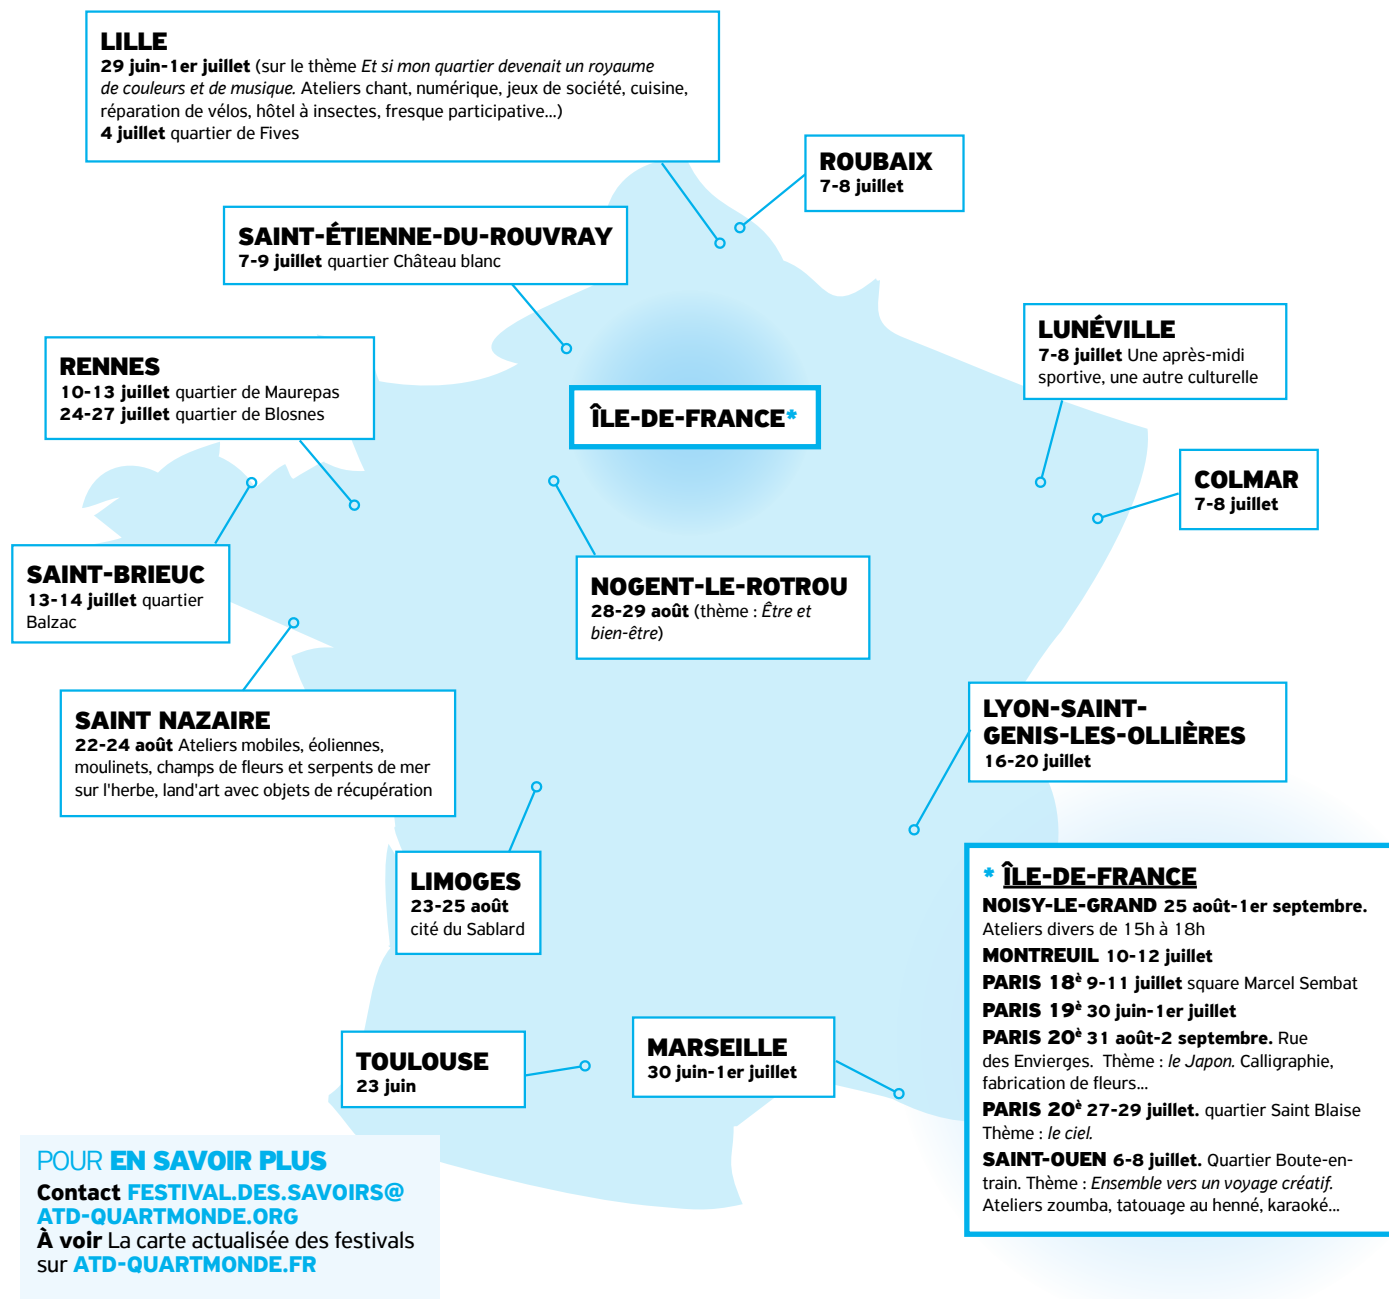 LILLE
29 juin-1er juillet (sur le thème Et si mon quartier devenait un royaume
de couleurs et de musique. Ateliers chant, numérique, jeux de société, cuisine,
réparation de vélos, hôtel à insectes, fresque participative...)
4 juillet quartier de Fives
ROUBAIX
7-8 juillet
SAINT-ÉTIENNE-DU-ROUVRAY
7-9 juillet quartier Château blanc
LUNÉVILLE
7-8 juillet Une après-midi
sportive, une autre culturelle
RENNES
10-13 juillet quartier de Maurepas
24-27 juillet quartier de Blosnes
ÎLE-DE-FRANCE*
COLMAR
7-8 juillet
SAINT-BRIEUC
13-14 juillet quartier
Balzac
NOGENT-LE-ROTROU
28-29 août (thème : Être et
bien-être)
SAINT NAZAIRE
22-24 août Ateliers mobiles, éoliennes,
moulinets, champs de fleurs et serpents de mer
sur l'herbe, land'art avec objets de récupération
LYON-SAINT-
GENIS-LES-OLLIÈRES
16-20 juillet
LIMOGES
23-25 août
cité du Sablard
TOULOUSE
23 juin
MARSEILLE
30 juin-1er juillet
* ÎLE-DE-FRANCE
NOISY-LE-GRAND 25 août-1er septembre.
Ateliers divers de 15h à 18h
MONTREUIL 10-12 juillet
PARIS 18è 9-11 juillet square Marcel Sembat
PARIS 19è 30 juin-1er juillet
PARIS 20è 31 août-2 septembre. Rue
des Envierges. Thème : le Japon. Calligraphie,
fabrication de fleurs...
PARIS 20è 27-29 juillet. quartier Saint Blaise
Thème : le ciel.
SAINT-OUEN 6-8 juillet. Quartier Boute-en-
train. Thème : Ensemble vers un voyage créatif.
Ateliers zoumba, tatouage au henné, karaoké...
POUR EN SAVOIR PLUS
Contact FESTIVAL.DES.SAVOIRS@
ATD-QUARTMONDE.ORG
À voir La carte actualisée des festivals
sur ATD-QUARTMONDE.FR